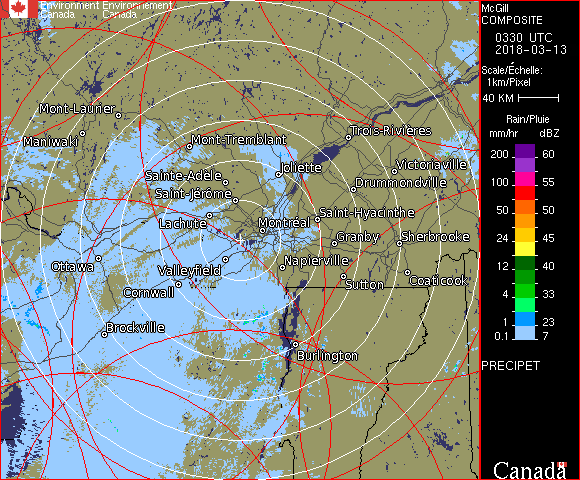 Environment Environnement
Canada Canada
Mont-Laurier
Maniwaki
Mont-Tremblant
Trois-Rivières
Sainte-Adèle
Joliette
Victoriaville
Saint-Jérôme
Drummondville
Lachute
Montréal
Saint-Hyacinthe
Granby
Sherbrooke
Ottawa
Valleyfield
Napierville
Cornwall
Sutton
Coaticook
Brockville
Burlington
McGill
COMPOSITE
0330 UTC
2018-03-13
Scale/Échelle:
1km/Pixel
40 KM
Rain/Pluie
mm/hr dBZ
200 60
100 55
50 50
24 45
12 40
4 33
1 23
0.1 7
PRECIPET
Canada